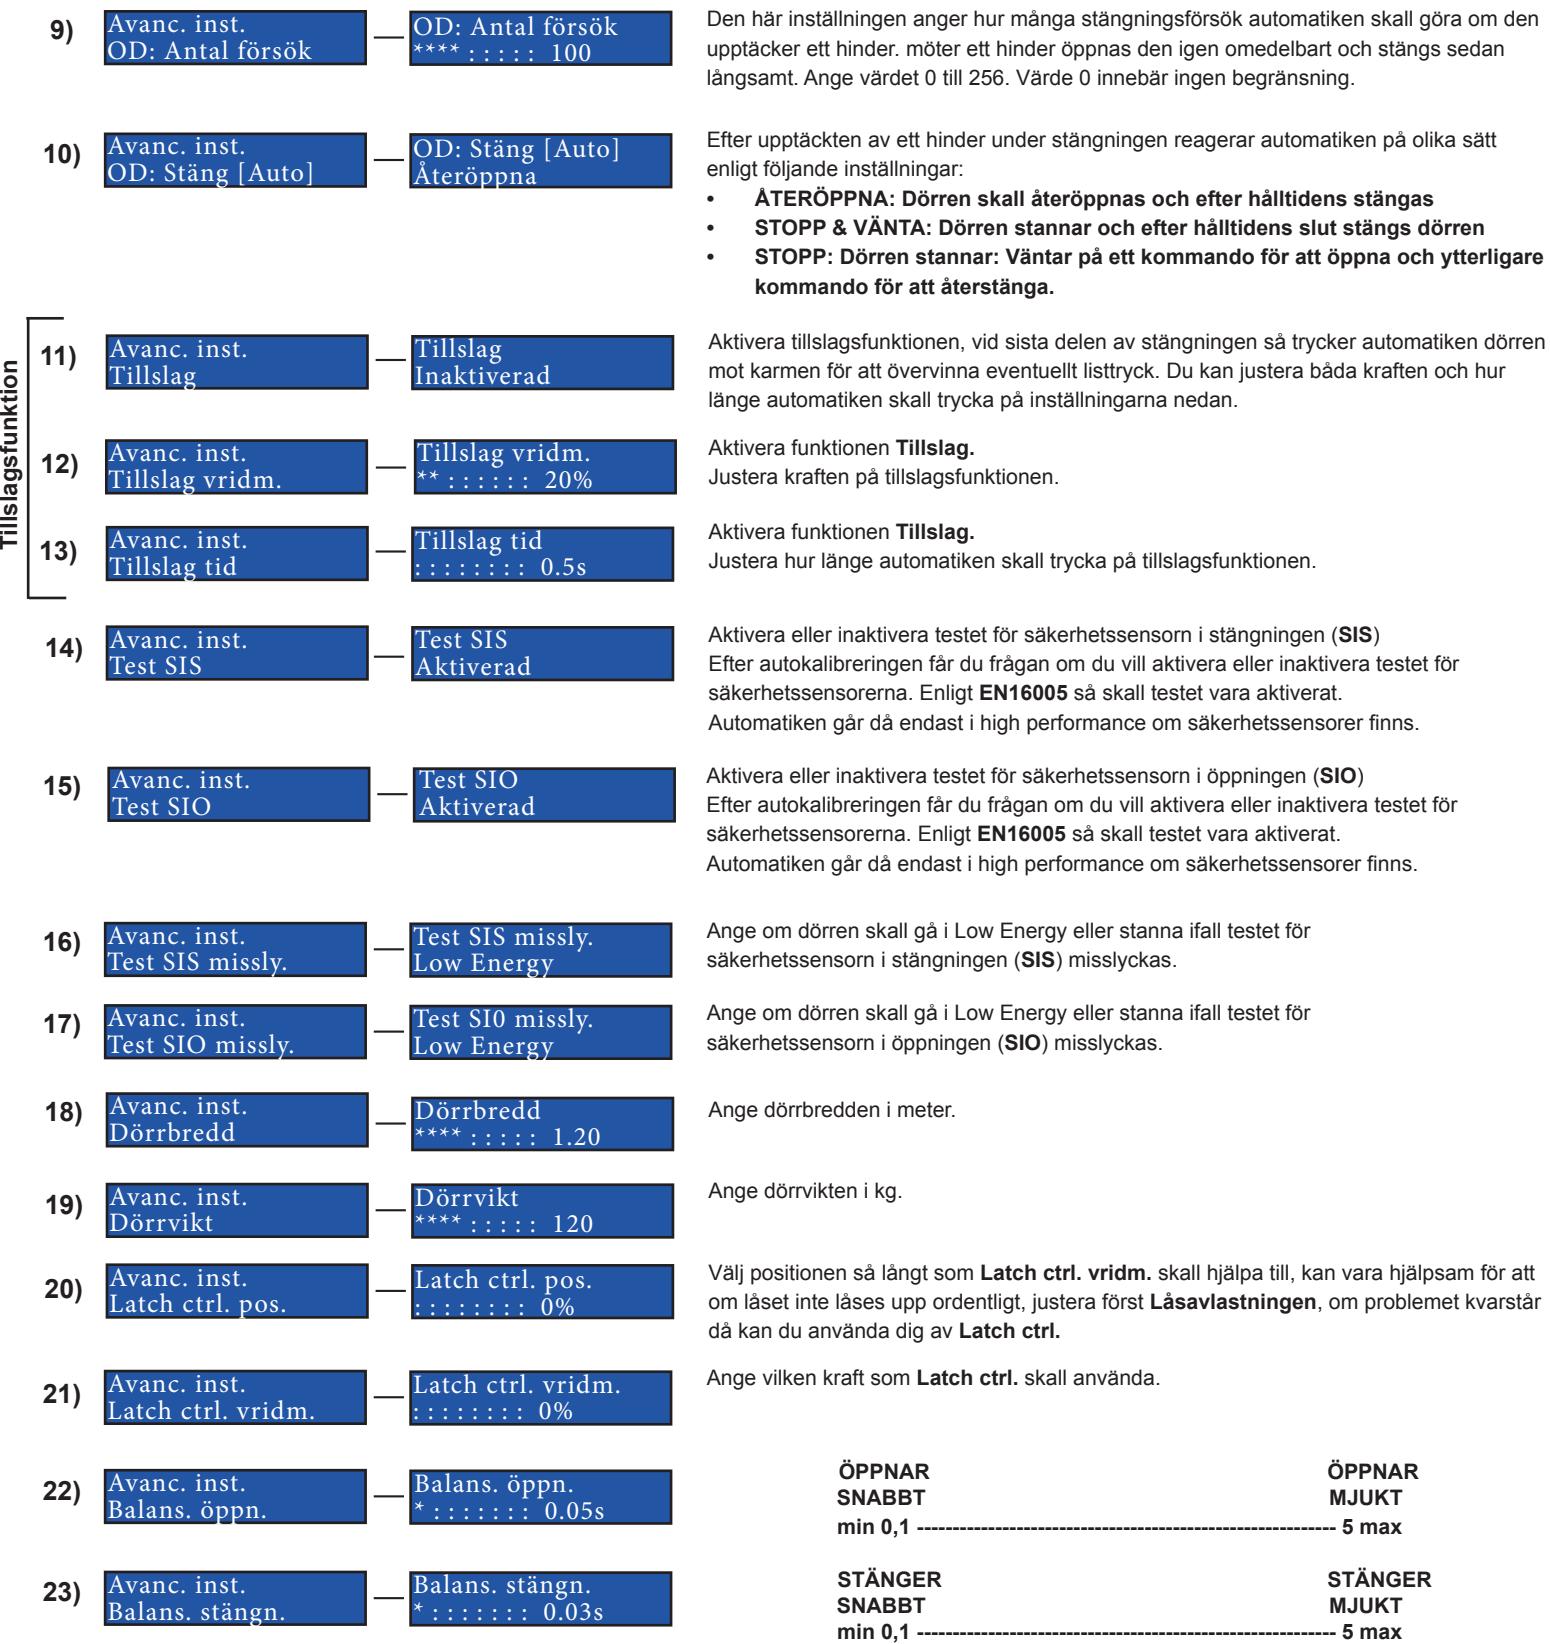 9)
Avanc. inst.
OD: Antal försök
OD: Antal försök
**** : : : : :  100
Den här inställningen anger hur många stängningsförsök automatiken skall göra om den
upptäcker ett hinder. möter ett hinder öppnas den igen omedelbart och stängs sedan
långsamt. Ange värdet 0 till 256. Värde 0 innebär ingen begränsning.
10)
Avanc. inst.
OD: Stäng [Auto]
OD: Stäng [Auto]
Återöppna
Efter upptäckten av ett hinder under stängningen reagerar automatiken på olika sätt
enligt följande inställningar:
• ÅTERÖPPNA: Dörren skall återöppnas och efter hålltidens stängas
• STOPP & VÄNTA: Dörren stannar och efter hålltidens slut stängs dörren
• STOPP: Dörren stannar: Väntar på ett kommando för att öppna och ytterligare
kommando för att återstänga.
Tillslagsfunktion
11)
Avanc. inst.
Tillslag
Tillslag
Inaktiverad
Aktivera tillslagsfunktionen, vid sista delen av stängningen så trycker automatiken dörren
mot karmen för att övervinna eventuellt listtryck. Du kan justera båda kraften och hur
länge automatiken skall trycka på inställningarna nedan.
12)
Avanc. inst.
Tillslag vridm.
Tillslag vridm.
** : : : : : :  20%
Aktivera funktionen Tillslag.
Justera kraften på tillslagsfunktionen.
13)
Avanc. inst.
Tillslag tid
Tillslag tid
: : : : : : : :  0.5s
Aktivera funktionen Tillslag.
Justera hur länge automatiken skall trycka på tillslagsfunktionen.
14)
Avanc. inst.
Test SIS
Test SIS
Aktiverad
Aktivera eller inaktivera testet för säkerhetssensorn i stängningen (SIS)
Efter autokalibreringen får du frågan om du vill aktivera eller inaktivera testet för
säkerhetssensorerna. Enligt EN16005 så skall testet vara aktiverat.
Automatiken går då endast i high performance om säkerhetssensorer finns.
15)
Avanc. inst.
Test SIO
Test SIO
Aktiverad
Aktivera eller inaktivera testet för säkerhetssensorn i öppningen (SIO)
Efter autokalibreringen får du frågan om du vill aktivera eller inaktivera testet för
säkerhetssensorerna. Enligt EN16005 så skall testet vara aktiverat.
Automatiken går då endast i high performance om säkerhetssensorer finns.
16)
Avanc. inst.
Test SIS missly.
Test SIS missly.
Low Energy
Ange om dörren skall gå i Low Energy eller stanna ifall testet för
säkerhetssensorn i stängningen (SIS) misslyckas.
17)
Avanc. inst.
Test SIO missly.
Test SI0 missly.
Low Energy
Ange om dörren skall gå i Low Energy eller stanna ifall testet för
säkerhetssensorn i öppningen (SIO) misslyckas.
18)
Avanc. inst.
Dörrbredd
Dörrbredd
**** : : : : :  1.20
Ange dörrbredden i meter.
19)
Avanc. inst.
Dörrvikt
Dörrvikt
**** : : : : :  120
Ange dörrvikten i kg.
20)
Avanc. inst.
Latch ctrl. pos.
Latch ctrl. pos.
: : : : : : : :  0%
Välj positionen så långt som Latch ctrl. vridm. skall hjälpa till, kan vara hjälpsam för att
om låset inte låses upp ordentligt, justera först Låsavlastningen, om problemet kvarstår
då kan du använda dig av Latch ctrl.
21)
Avanc. inst.
Latch ctrl. vridm.
Latch ctrl. vridm.
: : : : : : : :  0%
Ange vilken kraft som Latch ctrl. skall använda.
22)
Avanc. inst.
Balans. öppn.
Balans. öppn.
* : : : : : : :  0.05s
ÖPPNAR ÖPPNAR
SNABBT MJUKT
min 0,1 ----------------------------------------------------------- 5 max
23)
Avanc. inst.
Balans. stängn.
Balans. stängn.
* : : : : : : :  0.03s
STÄNGER STÄNGER
SNABBT MJUKT
min 0,1 ----------------------------------------------------------- 5 max